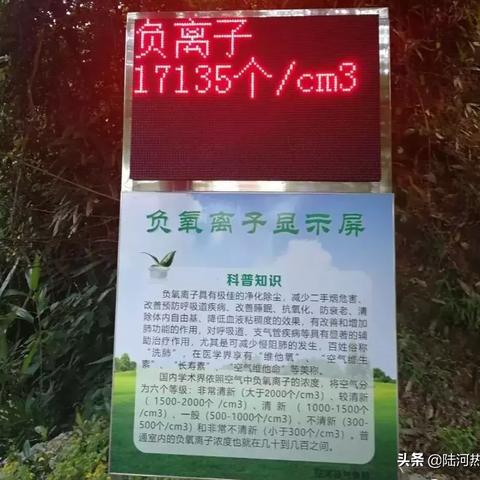 负离子
17135个/cm3
负氧离子显示屏
科普知识
负氧离子具有极佳的净化除尘，减少二手烟危害、
改善预防呼吸道疾病、改善睡眠、抗氧化、防衰老、清
除体内自由基、降低血液粘稠度的效果，有改善和增加
肺功能的作用，对呼吸道、支气管疾病等具有显著的辅
助治疗作用，尤其是可减少慢阻肺的发生，百姓俗称
“洗肺”，在医学界享有“维他氧”、“空气维生
素”、“长寿素”、“空气维他命”等美称。
国内学术界依照空气中负氧离子的浓度，将空气分
为六个等级：非常清新（大于2000个/cm3）、较清新
（1500-2000个/cm3）、清新（1000-1500个
/cm3）、一般（500-1000个/cm3）、不清新（300-
500个/cm3）和非常不清新（小于300个/cm3）。普
通室内的负氧离子浓度也就在几十到几百之间。
头条 @陆河热